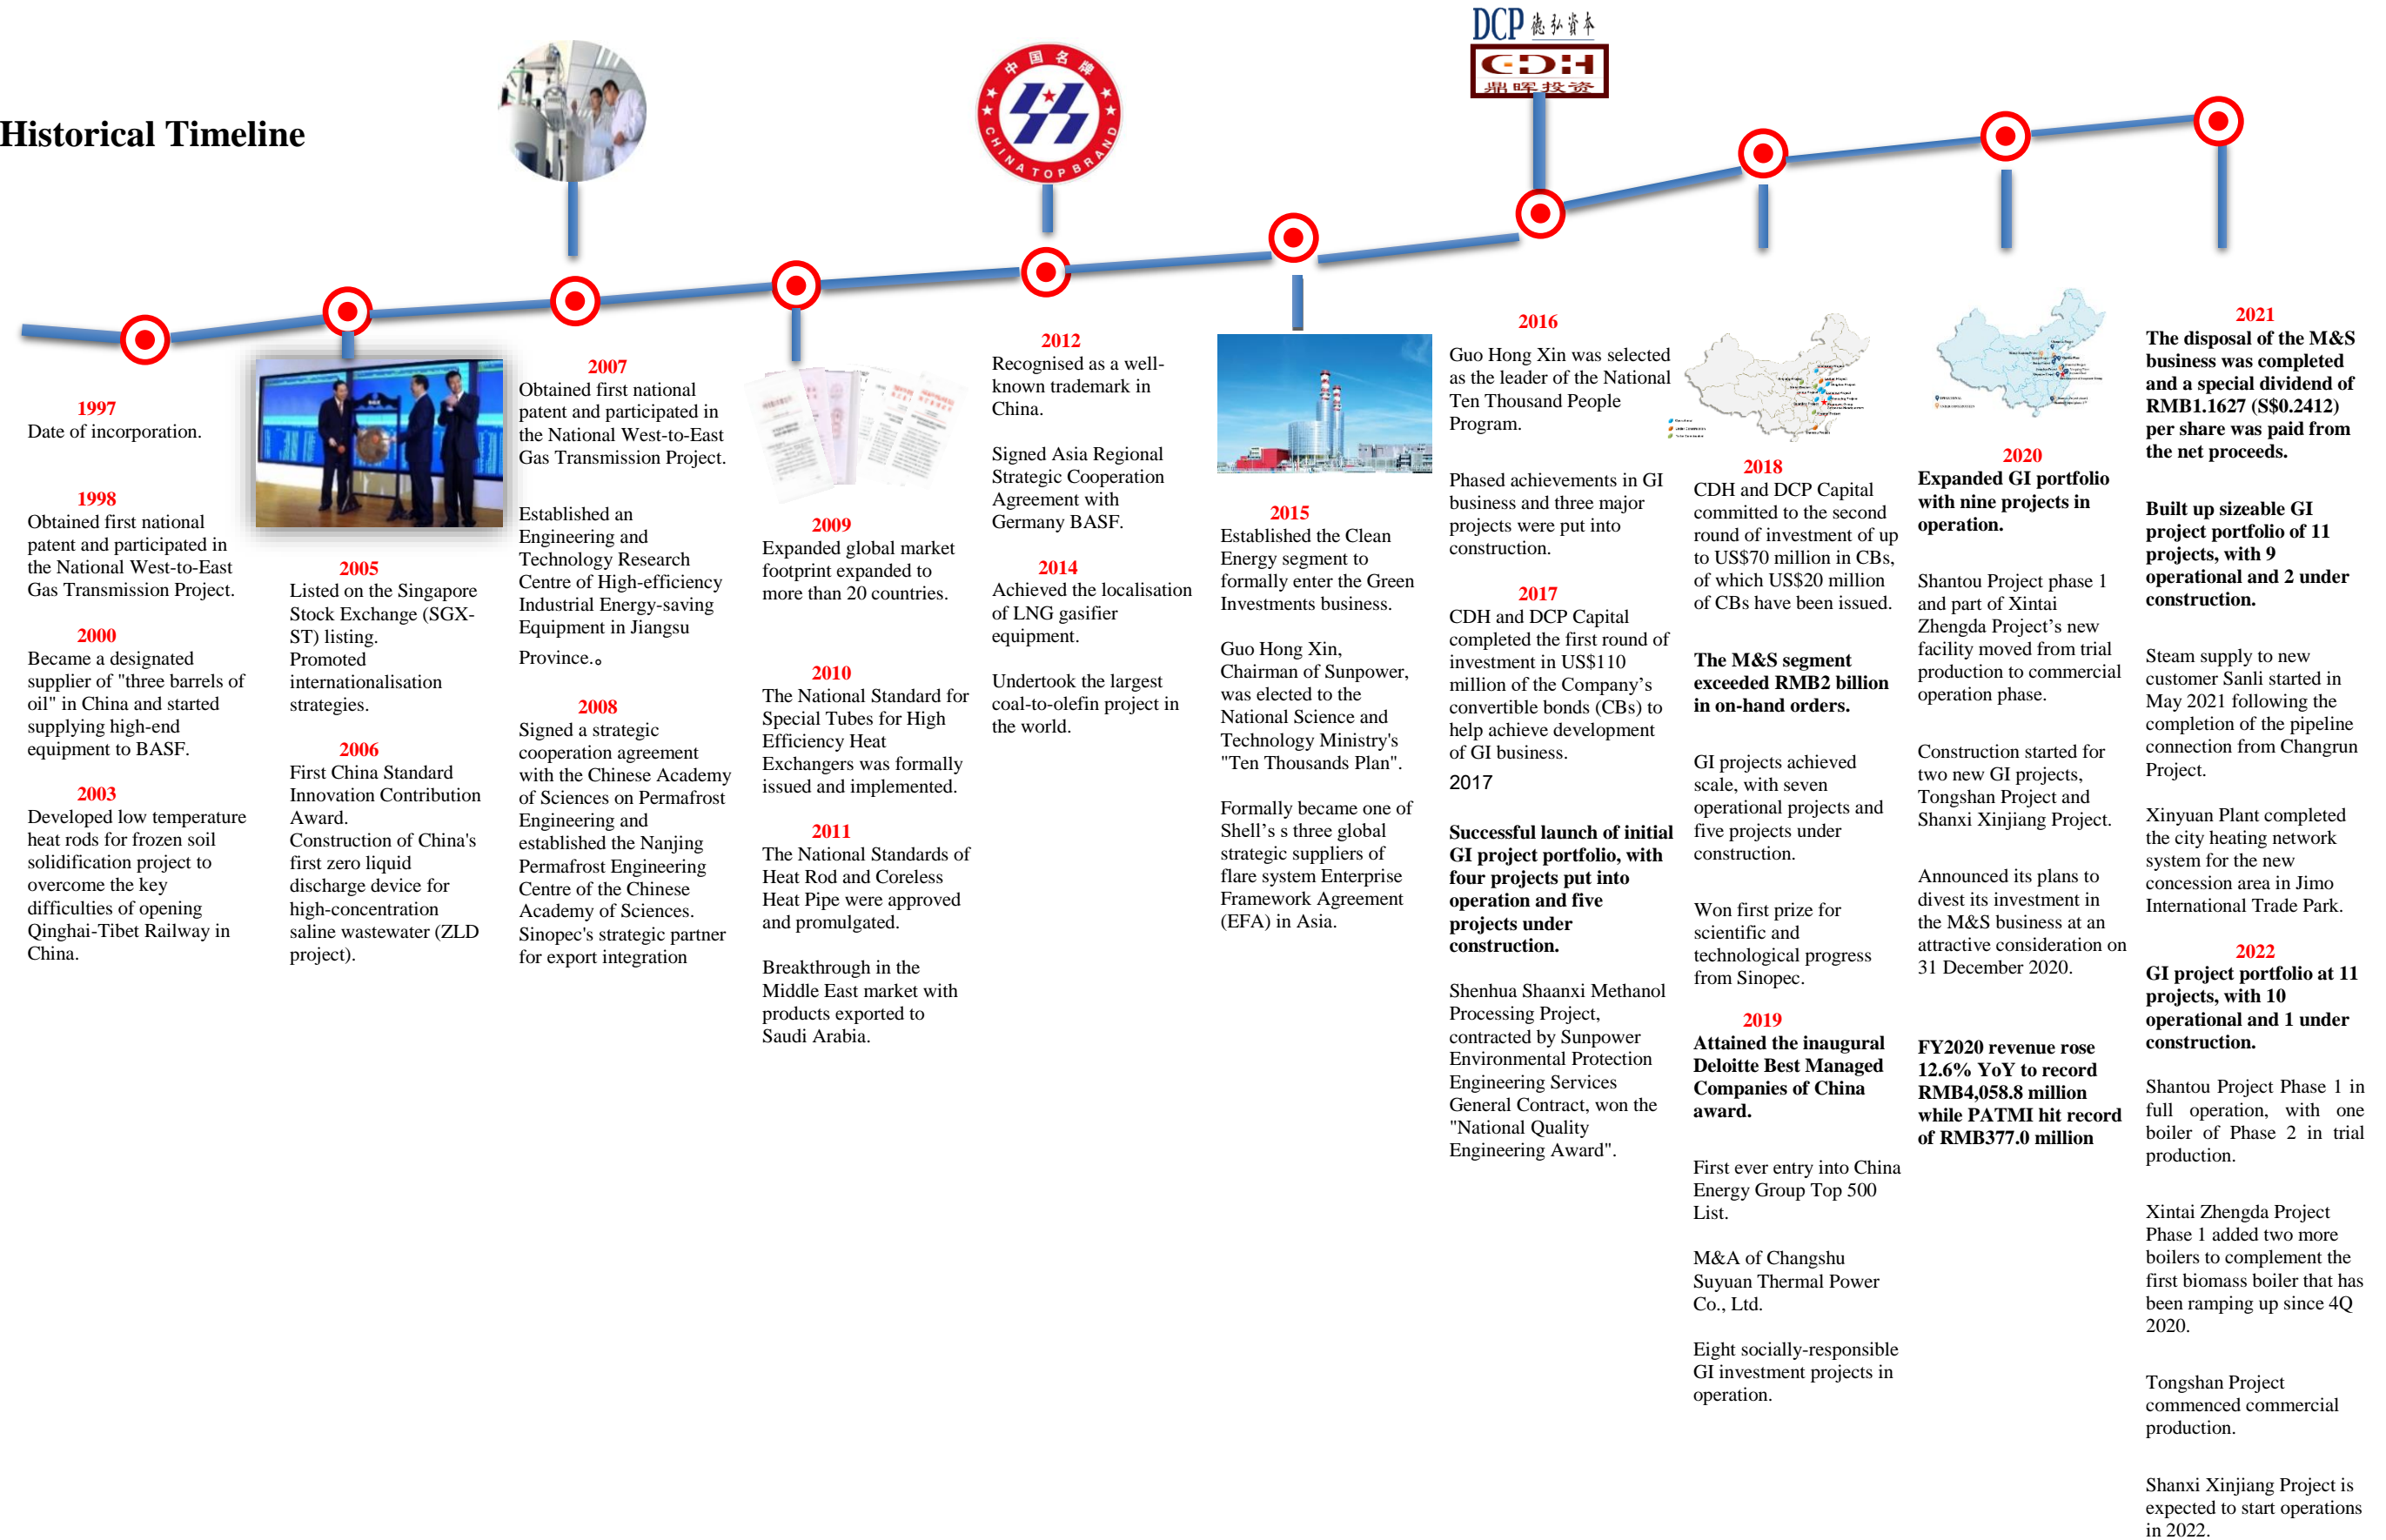 DCP 德弘資本
CDH
鼎晖投资
中国名牌
CHINA TOP BRAND
Historical Timeline
1997
Date of incorporation.
1998
Obtained first national
patent and participated in
the National West-to-East
Gas Transmission Project.
2000
Became a designated
supplier of "three barrels of
oil" in China and started
supplying high-end
equipment to BASF.
2003
Developed low temperature
heat rods for frozen soil
solidification project to
overcome the key
difficulties of opening
Qinghai-Tibet Railway in
China.
2005
Listed on the Singapore
Stock Exchange (SGX-
ST) listing.
Promoted
internationalisation
strategies.
2006
First China Standard
Innovation Contribution
Award.
Construction of China's
first zero liquid
discharge device for
high-concentration
saline wastewater (ZLD
project).
2007
Obtained first national
patent and participated in
the National West-to-East
Gas Transmission Project.
Established an
Engineering and
Technology Research
Centre of High-efficiency
Industrial Energy-saving
Equipment in Jiangsu
Province.。
2008
Signed a strategic
cooperation agreement
with the Chinese Academy
of Sciences on Permafrost
Engineering and
established the Nanjing
Permafrost Engineering
Centre of the Chinese
Academy of Sciences.
Sinopec's strategic partner
for export integration
2009
Expanded global market
footprint expanded to
more than 20 countries.
2010
The National Standard for
Special Tubes for High
Efficiency Heat
Exchangers was formally
issued and implemented.
2011
The National Standards of
Heat Rod and Coreless
Heat Pipe were approved
and promulgated.
Breakthrough in the
Middle East market with
products exported to
Saudi Arabia.
2012
Recognised as a well-
known trademark in
China.
Signed Asia Regional
Strategic Cooperation
Agreement with
Germany BASF.
2014
Achieved the localisation
of LNG gasifier
equipment.
Undertook the largest
coal-to-olefin project in
the world.
2015
Established the Clean
Energy segment to
formally enter the Green
Investments business.
Guo Hong Xin,
Chairman of Sunpower,
was elected to the
National Science and
Technology Ministry's
"Ten Thousands Plan".
Formally became one of
Shell's s three global
strategic suppliers of
flare system Enterprise
Framework Agreement
(EFA) in Asia.
2016
Guo Hong Xin was selected
as the leader of the National
Ten Thousand People
Program.
Phased achievements in GI
business and three major
projects were put into
construction.
2017
CDH and DCP Capital
completed the first round of
investment in US$110
million of the Company's
convertible bonds (CBs) to
help achieve development
of GI business.
2017
Successful launch of initial
GI project portfolio, with
four projects put into
operation and five
projects under
construction.
Shenhua Shaanxi Methanol
Processing Project,
contracted by Sunpower
Environmental Protection
Engineering Services
General Contract, won the
"National Quality
Engineering Award".
2018
CDH and DCP Capital
committed to the second
round of investment of up
to US$70 million in CBs,
of which US$20 million
of CBs have been issued.
The M&S segment
exceeded RMB2 billion
in on-hand orders.
GI projects achieved
scale, with seven
operational projects and
five projects under
construction.
Won first prize for
scientific and
technological progress
from Sinopec.
2019
Attained the inaugural
Deloitte Best Managed
Companies of China
award.
First ever entry into China
Energy Group Top 500
List.
M&A of Changshu
Suyuan Thermal Power
Co., Ltd.
Eight socially-responsible
GI investment projects in
operation.
2020
Expanded GI portfolio
with nine projects in
operation.
Shantou Project phase 1
and part of Xintai
Zhengda Project's new
facility moved from trial
production to commercial
operation phase.
Construction started for
two new GI projects,
Tongshan Project and
Shanxi Xinjiang Project.
Announced its plans to
divest its investment in
the M&S business at an
attractive consideration on
31 December 2020.
FY2020 revenue rose
12.6% YoY to record
RMB4,058.8 million
while PATMI hit record
of RMB377.0 million
2021
The disposal of the M&S
business was completed
and a special dividend of
RMB1.1627 (S$0.2412)
per share was paid from
the net proceeds.
Built up sizeable GI
project portfolio of 11
projects, with 9
operational and 2 under
construction.
Steam supply to new
customer Sanli started in
May 2021 following the
completion of the pipeline
connection from Changrun
Project.
Xinyuan Plant completed
the city heating network
system for the new
concession area in Jimo
International Trade Park.
2022
GI project portfolio at 11
projects, with 10
operational and 1 under
construction.
Shantou Project Phase 1 in
full operation, with one
boiler of Phase 2 in trial
production.
Xintai Zhengda Project
Phase 1 added two more
boilers to complement the
first biomass boiler that has
been ramping up since 4Q
2020.
Tongshan Project
commenced commercial
production.
Shanxi Xinjiang Project is
expected to start operations
in 2022.